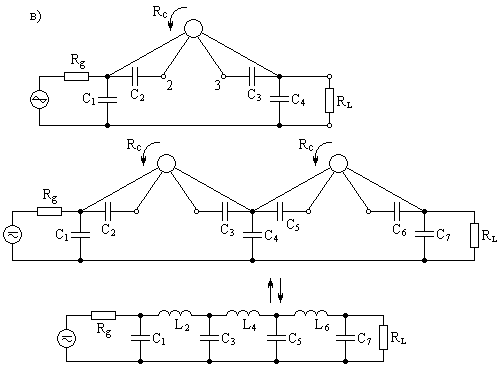 в)
Rc
Rg 2 3
C1 C2 C3 C4 RL
Rc Rc
Rg
C1 C2 C3 C4 C5 C6 C7 RL
Rg C1 L2 C3 L4 C5 L6 C7 RL